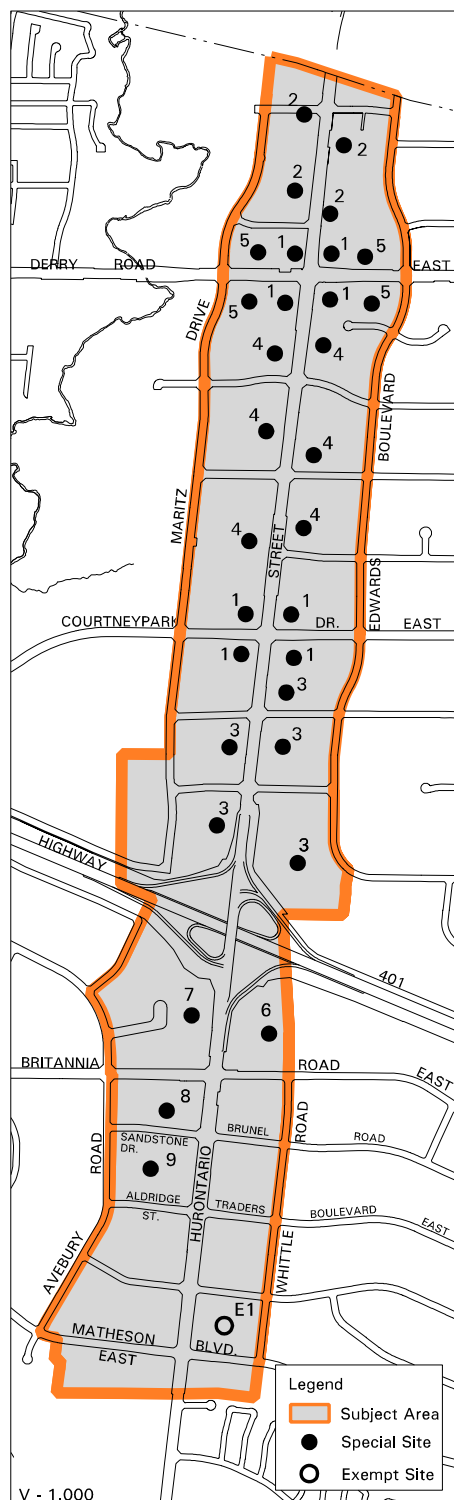 2
2
2
2
5 1 1 5
DERRY ROAD EAST
5 1 1 5
DRIVE
4 4
BOULEVARD
4
4
MARITZ
4 4
STREET
EDWARDS
1 1
COURTNEYPARK DR. EAST
1 1
3
3 3
3
3
HIGHWAY
401
7 6
BRITANNIA ROAD EAST
8
SANDSTONE DR.
BRUNEL ROAD
ROAD
ROAD
9
HURONTARIO
ALDRIDGE ST.
TRADERS BOULEVARD EAST
AVEBURY
WHITTLE
E1
MATHESON BLVD.
EAST
Legend
Subject Area
Special Site
Exempt Site
V - 1.000